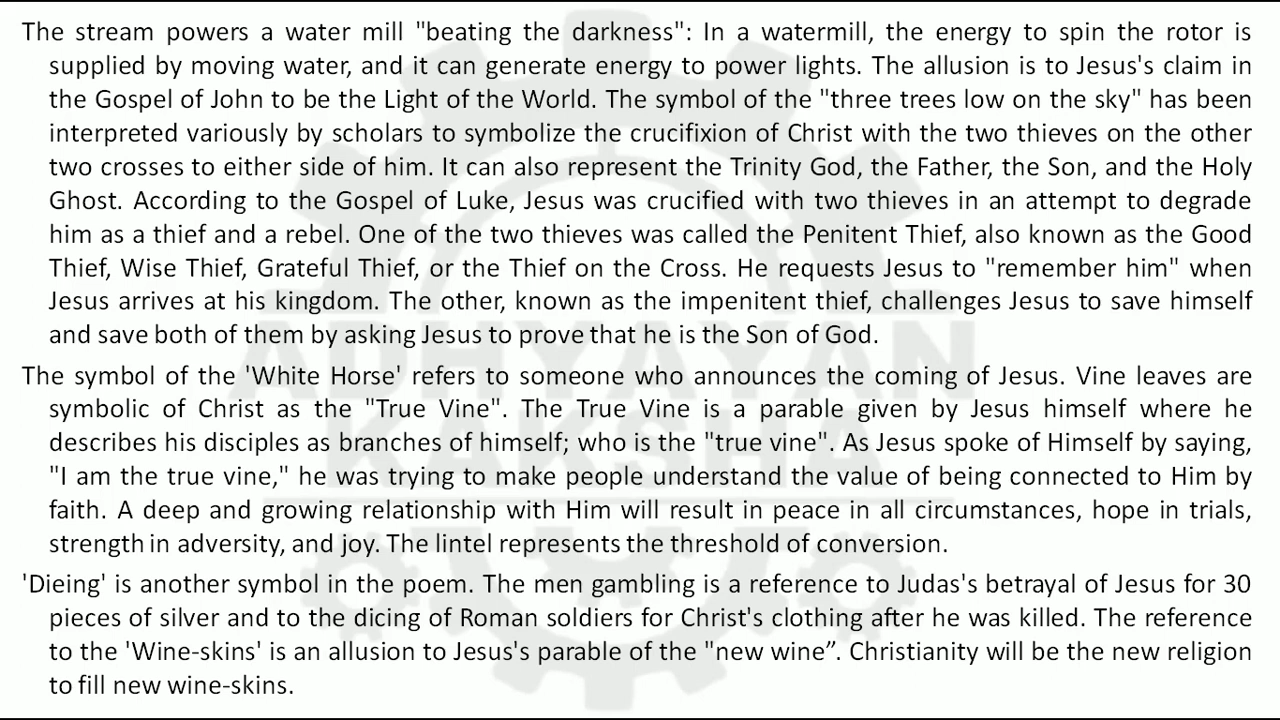 The stream powers a water mill "beating the darkness": In a watermill, the energy to spin the rotor is
supplied by moving water, and it can generate energy to power lights. The allusion is to Jesus's claim in
the Gospel of John to be the Light of the World. The symbol of the "three trees low on the sky" has been
interpreted variously by scholars to symbolize the crucifixion of Christ with the two thieves on the other
two crosses to either side of him. It can also represent the Trinity God, the Father, the Son, and the Holy
Ghost. According to the Gospel of Luke, Jesus was crucified with two thieves in an attempt to degrade
him as a thief and a rebel. One of the two thieves was called the Penitent Thief, also known as the Good
Thief, Wise Thief, Grateful Thief, or the Thief on the Cross. He requests Jesus to "remember him" when
Jesus arrives at his kingdom. The other, known as the impenitent thief, challenges Jesus to save himself
and save both of them by asking Jesus to prove that he is the Son of God.
The symbol of the 'White Horse' refers to someone who announces the coming of Jesus. Vine leaves are
symbolic of Christ as the "True Vine". The True Vine is a parable given by Jesus himself where he
describes his disciples as branches of himself; who is the "true vine". As Jesus spoke of Himself by saying,
"I am the true vine," he was trying to make people understand the value of being connected to Him by
faith. A deep and growing relationship with Him will result in peace in all circumstances, hope in trials,
strength in adversity, and joy. The lintel represents the threshold of conversion.
'Dieing' is another symbol in the poem. The men gambling is a reference to Judas's betrayal of Jesus for 30
pieces of silver and to the dicing of Roman soldiers for Christ's clothing after he was killed. The reference
to the 'Wine-skins' is an allusion to Jesus's parable of the "new wine”. Christianity will be the new religion
to fill new wine-skins.
ADHYAYAN
KAKSHA